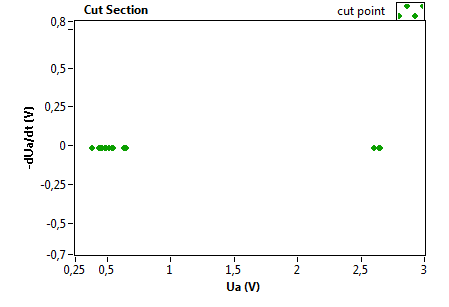 Cut Section
cut point
0,8
0,5
0,25
0
-0,25
-0,5
-0,7
-dUa/dt (V)
0,25 0,5 1 1,5 2 2,5 3
Ua (V)